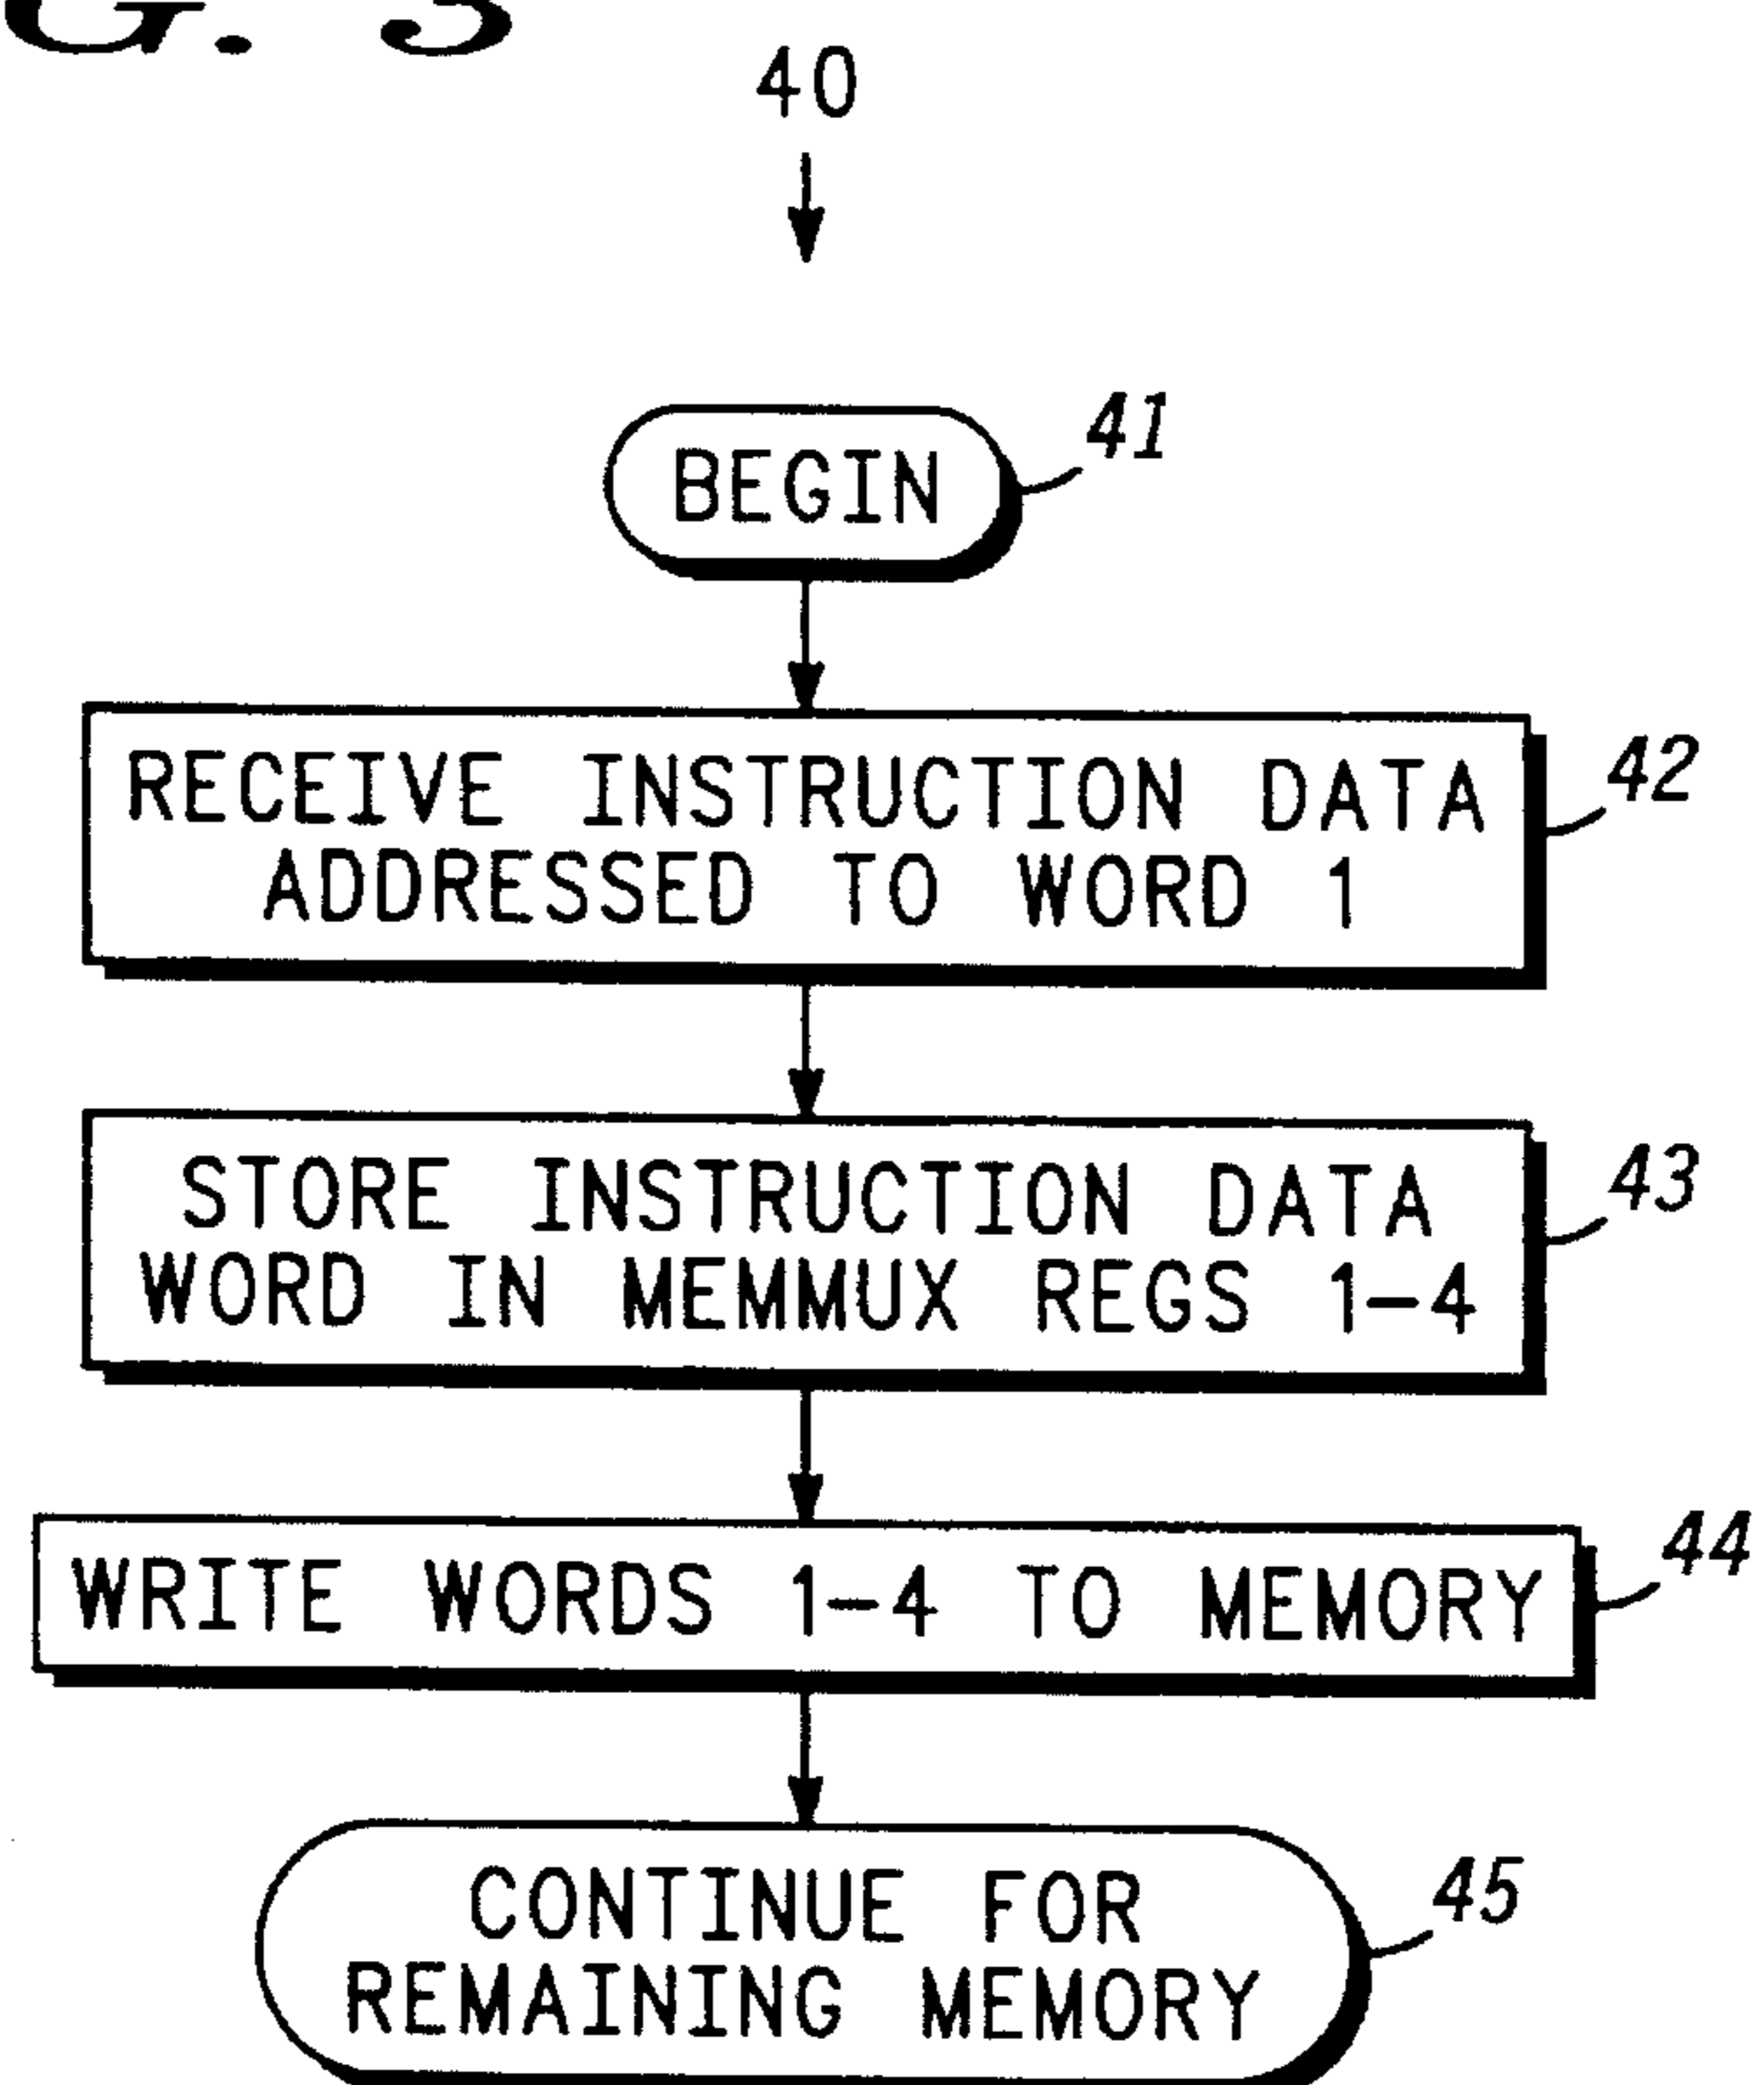 G. 3
40
BEGIN
41
RECEIVE INSTRUCTION DATA
ADDRESSED TO WORD 1
42
STORE INSTRUCTION DATA
WORD IN MEMMUX REGS 1-4
43
WRITE WORDS 1-4 TO MEMORY
44
CONTINUE FOR
REMAINING MEMORY
45